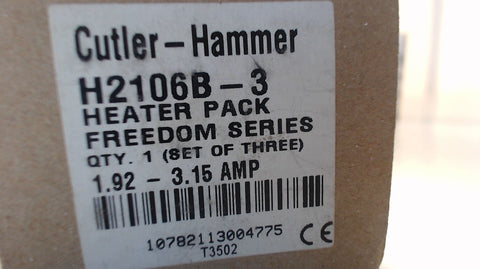 Cutler-Hammer
H2106B-3
HEATER PACK
FREEDOM SERIES
QTY. 1 (SET OF THREE)
1.92 - 3.15 AMP
10782113004775
T3502
CE